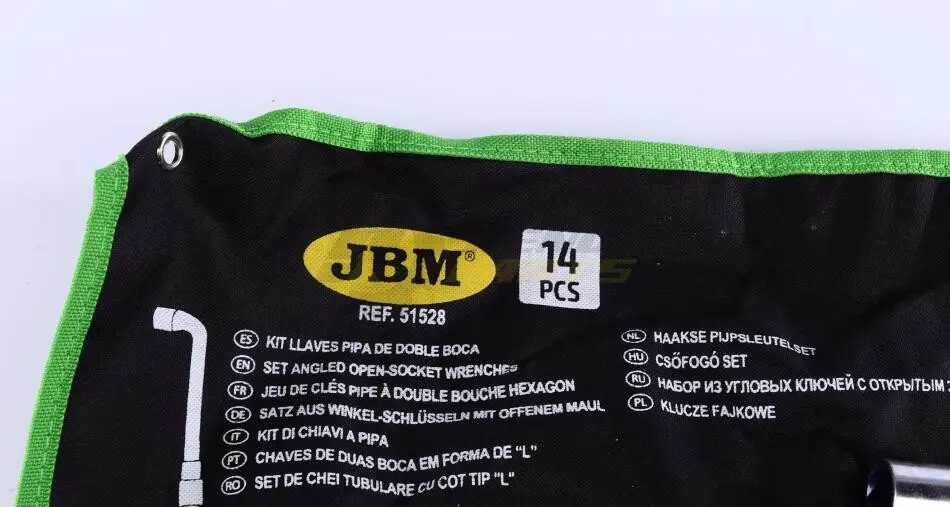 JBM®
14
PCS
REF. 51528
ES KIT LLAVES PIPA DE DOBLE BOCA
EN SET ANGLED OPEN-SOCKET WRENCHES
FR JEU DE CLÉS PIPE À DOUBLE BOUCHE HEXAGON
DE SATZ AUS WINKEL-SCHLÜSSELN MIT OFFENEM MAUL
IT KIT DI CHIAVI A PIPA
PT CHAVES DE DUAS BOCA EM FORMA DE "L"
RO SET DE CHEI TUBULARE CU COT TIP "L"
NL HAAKSE PIJPSLEUTELSET
HU CSŐFOGÓ SET
RU НАБОР ИЗ УГЛОВЫХ КЛЮЧЕЙ С ОТКРЫТЫМ
PL KLUCZE FAJKOWE